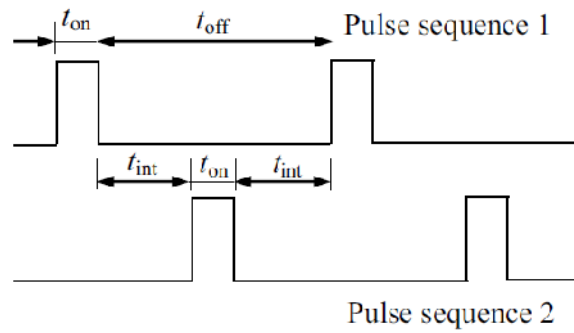 t_on t_off Pulse sequence 1
t_int t_on t_int
Pulse sequence 2